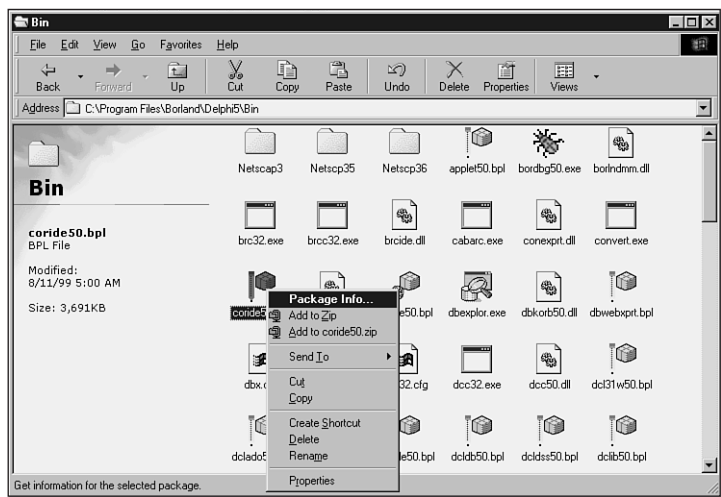 Bin
File Edit View Go Favorites Help
Back Forward Up Cut Copy Paste Undo Delete Properties Views
Address C:\Program Files\Borland\Delphi5\Bin
Bin
coride50.bpl
BPL File
Modified:
8/11/99 5:00 AM
Size: 3,691KB
Netscap3 Netscp35 Netscp36 applet50.bpl bordbg50.exe borlndmm.dll
brc32.exe brcc32.exe brcide.dll cabarc.exe conexprt.dll convert.exe
coride5 e50.bpl dbexplor.exe dbkorb50.dll dbwebxprt.bpl
dbx.c 32.cfg dcc32.exe dcc50.dll dcl31w50.bpl
dclado5 le50.bpl dcldb50.bpl dcldss50.bpl dclib50.bpl
Package Info...
Add to Zip
Add to coride50.zip
Send To
Cut
Copy
Create Shortcut
Delete
Rename
Properties
Get information for the selected package.